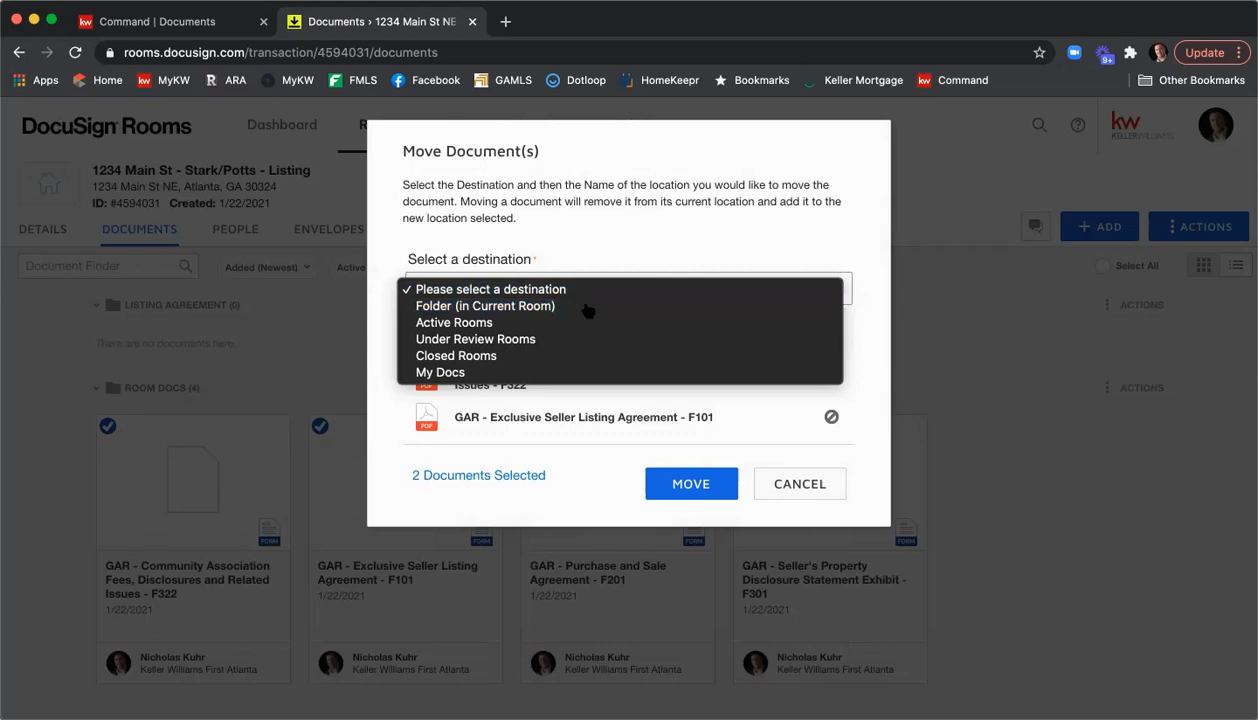 Command | Documents
Documents › 1234 Main St NE
rooms.docusign.com/transaction/4594031/documents
9+
Update
Apps
Home
kw MyKW
R ARA
MyKW
FMLS
Facebook
GAMLS
Dotloop
HomeKeepr
Bookmarks
Keller Mortgage
kw Command
Other Bookmarks
DocuSign Rooms
Dashboard
R
kw
KELLERWILLIAMS
1234 Main St - Stark/Potts - Listing
1234 Main St NE, Atlanta, GA 30324
ID: #4594031 Created: 1/22/2021
DETAILS
DOCUMENTS
PEOPLE
ENVELOPES
+ ADD
ACTIONS
Document Finder
Added (Newest)
Active
Select All
LISTING AGREEMENT (0)
ACTIONS
There are no documents here.
ROOM DOCS (4)
ACTIONS
Move Document(s)
Select the Destination and then the Name of the location you would like to move the
document. Moving a document will remove it from its current location and add it to the
new location selected.
Select a destination*
✓ Please select a destination
Folder (in Current Room)
Active Rooms
Under Review Rooms
Closed Rooms
My Docs
PDF
Issues - F322
PDF
GAR - Exclusive Seller Listing Agreement - F101
2 Documents Selected
MOVE
CANCEL
FORM
FORM
FORM
FORM
GAR - Community Association
Fees, Disclosures and Related
Issues - F322
1/22/2021
Nicholas Kuhr
Keller Williams First Atlanta
GAR - Exclusive Seller Listing
Agreement - F101
1/22/2021
Nicholas Kuhr
Keller Williams First Atlanta
GAR - Purchase and Sale
Agreement - F201
1/22/2021
Nicholas Kuhr
Keller Williams First Atlanta
GAR - Seller's Property
Disclosure Statement Exhibit -
F301
1/22/2021
Nicholas Kuhr
Keller Williams First Atlanta